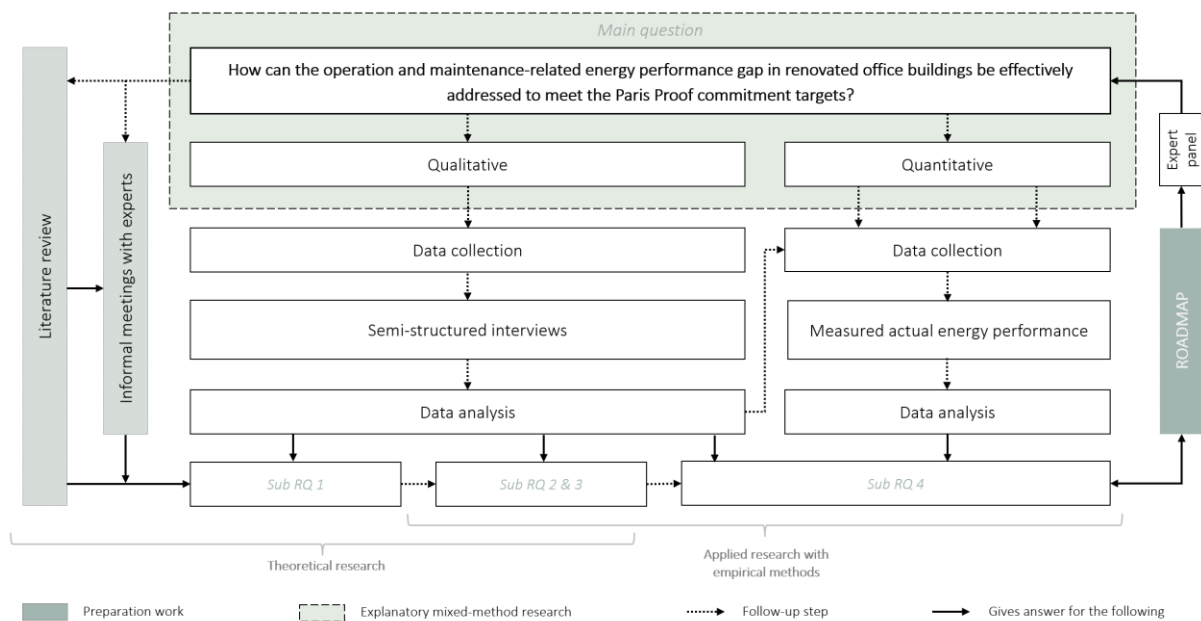 Main question
How can the operation and maintenance-related energy performance gap in renovated office buildings be effectively
addressed to meet the Paris Proof commitment targets?
Literature review
Informal meetings with experts
Qualitative
Quantitative
Expert
panel
Data collection
Data collection
Semi-structured interviews
Measured actual energy performance
ROADMAP
Data analysis
Data analysis
Sub RQ 1
Sub RQ 2 & 3
Sub RQ 4
Theoretical research
Applied research with
empirical methods
Preparation work
Explanatory mixed-method research
Follow-up step
Gives answer for the following